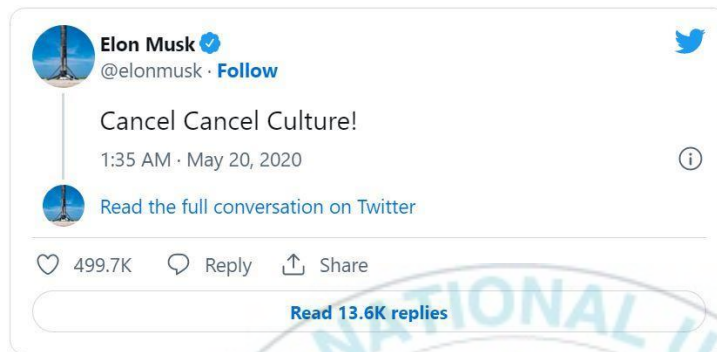 Elon Musk
@elonmusk · Follow
Cancel Cancel Culture!
1:35 AM · May 20, 2020
Read the full conversation on Twitter
499.7K Reply Share
Read 13.6K replies
NATIONAL U